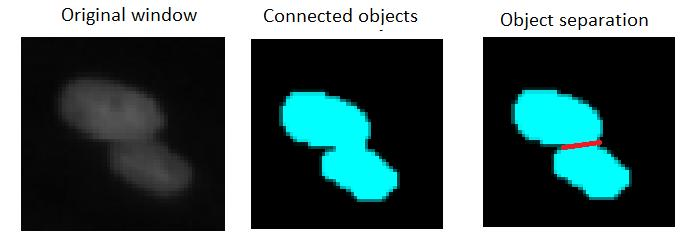 Original window
Connected objects
Object separation